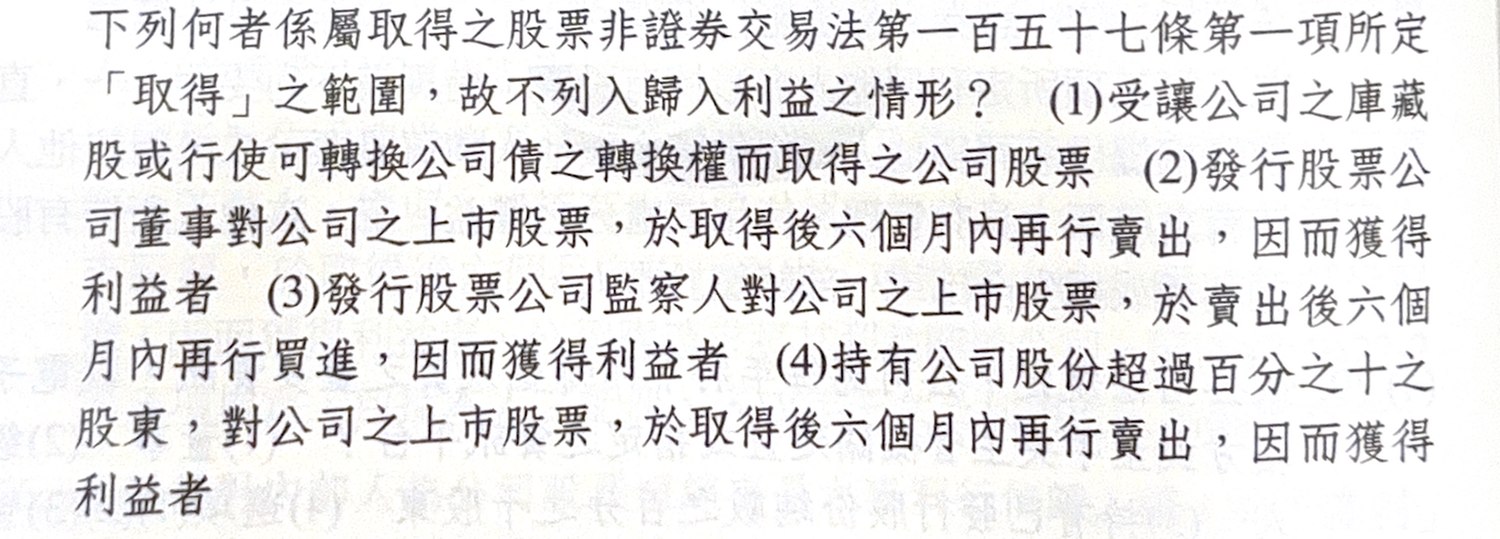 下列何者係屬取得之股票非證券交易法第一百五十七條第一項所定
「取得」之範圍，故不列入歸入利益之情形？　(1)受讓公司之庫藏
股或行使可轉換公司債之轉換權而取得之公司股票　(2)發行股票公
司董事對公司之上市股票，於取得後六個月內再行賣出，因而獲得
利益者　(3)發行股票公司監察人對公司之上市股票，於賣出後六個
月內再行買進，因而獲得利益者　(4)持有公司股份超過百分之十之
股東，對公司之上市股票，於取得後六個月內再行賣出，因而獲得
利益者